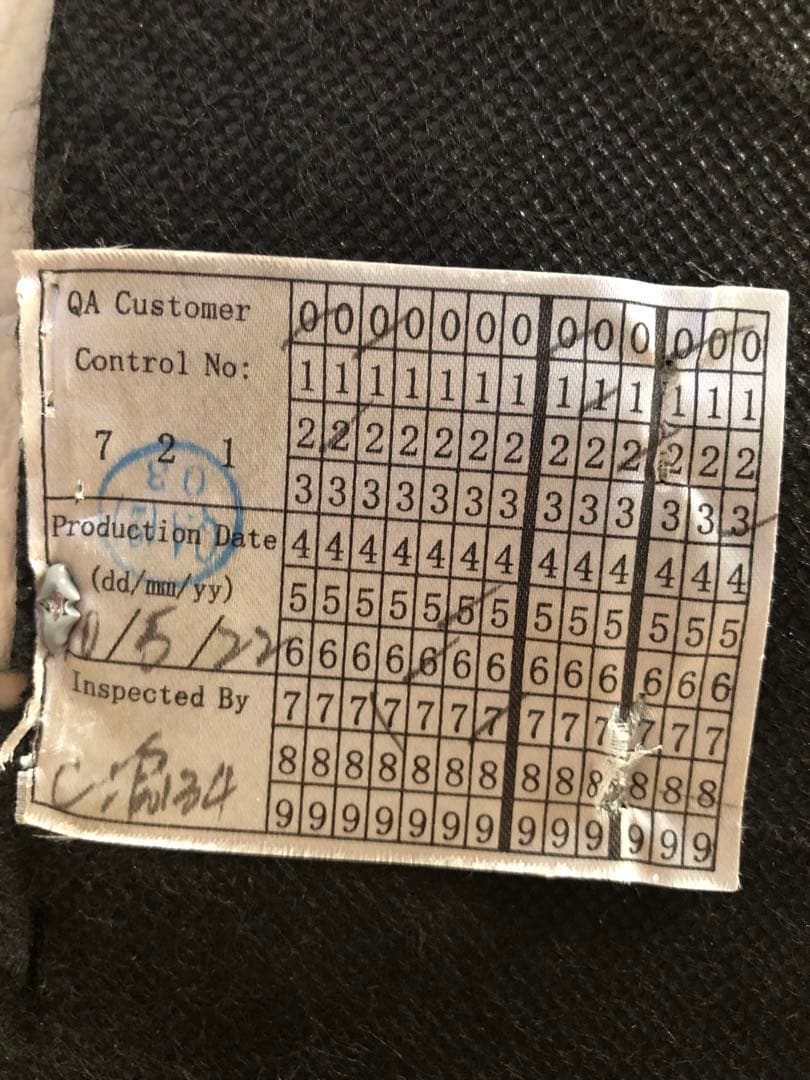 QA Customer
Control No:
7 2 1
08
Production Date
(dd/mm/yy)
/5/22
Inspected By
134
0 0 0 0 0 0 0 0 0 0 0 0 0
1 1 1 1 1 1 1 1 1 1 1 1 1
2 2 2 2 2 2 2 2 2 2 2 2 2
3 3 3 3 3 3 3 3 3 3 3 3 3
4 4 4 4 4 4 4 4 4 4 4 4 4
5 5 5 5 5 5 5 5 5 5 5 5 5
6 6 6 6 6 6 6 6 6 6 6 6 6
7 7 7 7 7 7 7 7 7 7 7 7 7
8 8 8 8 8 8 8 8 8 8 8 8 8
9 9 9 9 9 9 9 9 9 9 9 9 9